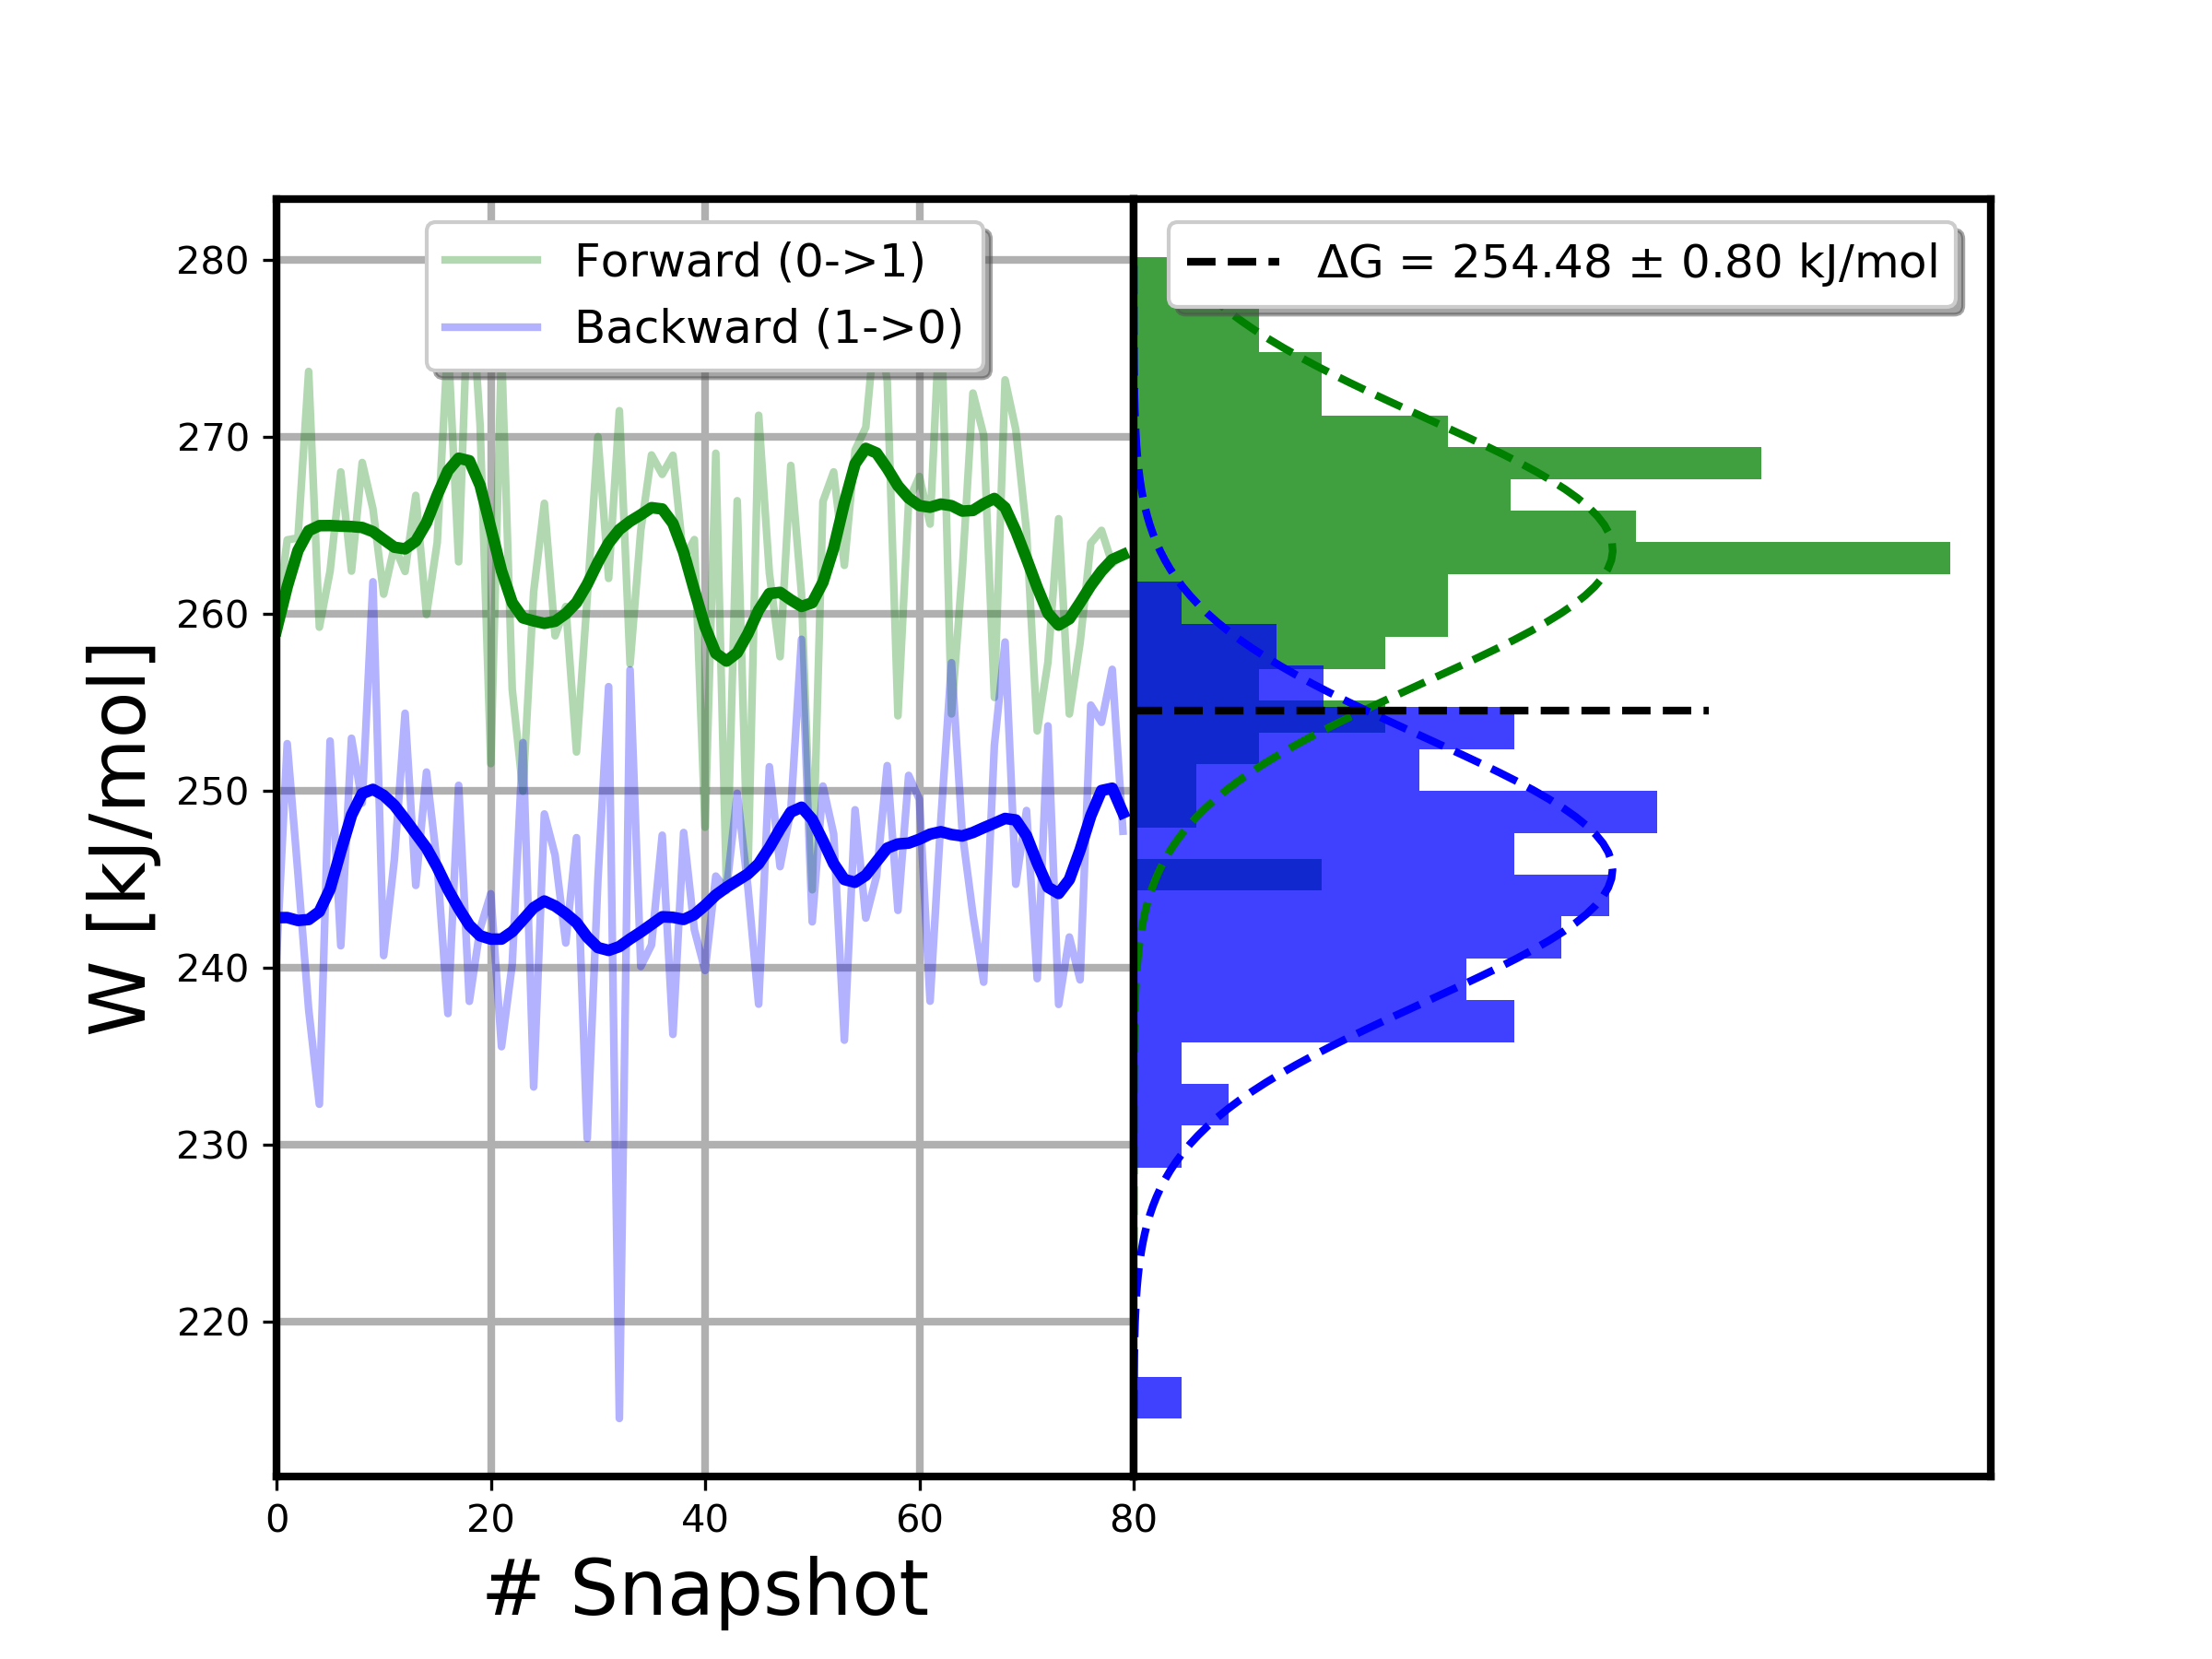 Forward (0->1)
Backward (1->0)
ΔG = 254.48 ± 0.80 kJ/mol
280
270
260
250
240
230
220
W [kJ/mol]
0 20 40 60 80
# Snapshot